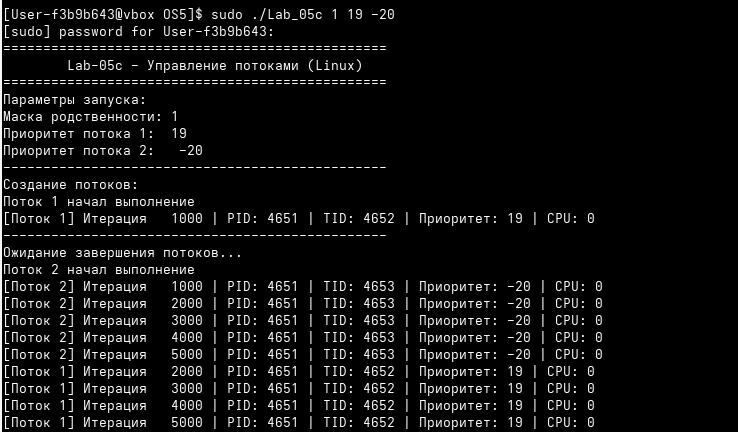 [User-f3b9b643@vbox OS5]$ sudo ./Lab_05c 1 19 -20
[sudo] password for User-f3b9b643:
================================================
        Lab-05c - Управление потоками (Linux)
================================================
Параметры запуска:
Маска родственности: 1
Приоритет потока 1:  19
Приоритет потока 2:   -20
------------------------------------------------
Создание потоков:
Поток 1 начал выполнение
[Поток 1] Итерация   1000 | PID: 4651 | TID: 4652 | Приоритет: 19 | CPU: 0
------------------------------------------------
Ожидание завершения потоков...
Поток 2 начал выполнение
[Поток 2] Итерация   1000 | PID: 4651 | TID: 4653 | Приоритет: -20 | CPU: 0
[Поток 2] Итерация   2000 | PID: 4651 | TID: 4653 | Приоритет: -20 | CPU: 0
[Поток 2] Итерация   3000 | PID: 4651 | TID: 4653 | Приоритет: -20 | CPU: 0
[Поток 2] Итерация   4000 | PID: 4651 | TID: 4653 | Приоритет: -20 | CPU: 0
[Поток 2] Итерация   5000 | PID: 4651 | TID: 4653 | Приоритет: -20 | CPU: 0
[Поток 1] Итерация   2000 | PID: 4651 | TID: 4652 | Приоритет: 19 | CPU: 0
[Поток 1] Итерация   3000 | PID: 4651 | TID: 4652 | Приоритет: 19 | CPU: 0
[Поток 1] Итерация   4000 | PID: 4651 | TID: 4652 | Приоритет: 19 | CPU: 0
[Поток 1] Итерация   5000 | PID: 4651 | TID: 4652 | Приоритет: 19 | CPU: 0